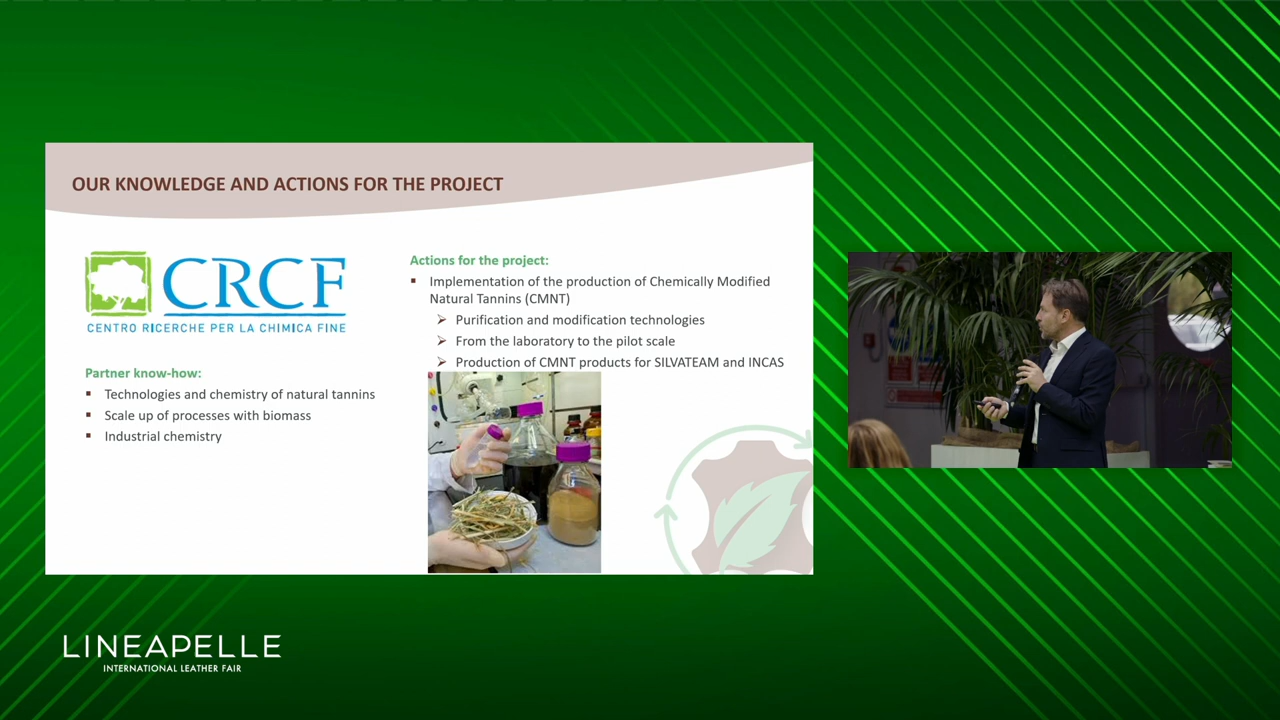 OUR KNOWLEDGE AND ACTIONS FOR THE PROJECT
CRCF
CENTRO RICERCHE PER LA CHIMICA FINE
Partner know-how:
▪ Technologies and chemistry of natural tannins
▪ Scale up of processes with biomass
▪ Industrial chemistry
Actions for the project:
▪ Implementation of the production of Chemically Modified
Natural Tannins (CMNT)
➢ Purification and modification technologies
➢ From the laboratory to the pilot scale
➢ Production of CMNT products for SILVATEAM and INCAS
LINEAPELLE
INTERNATIONAL LEATHER FAIR